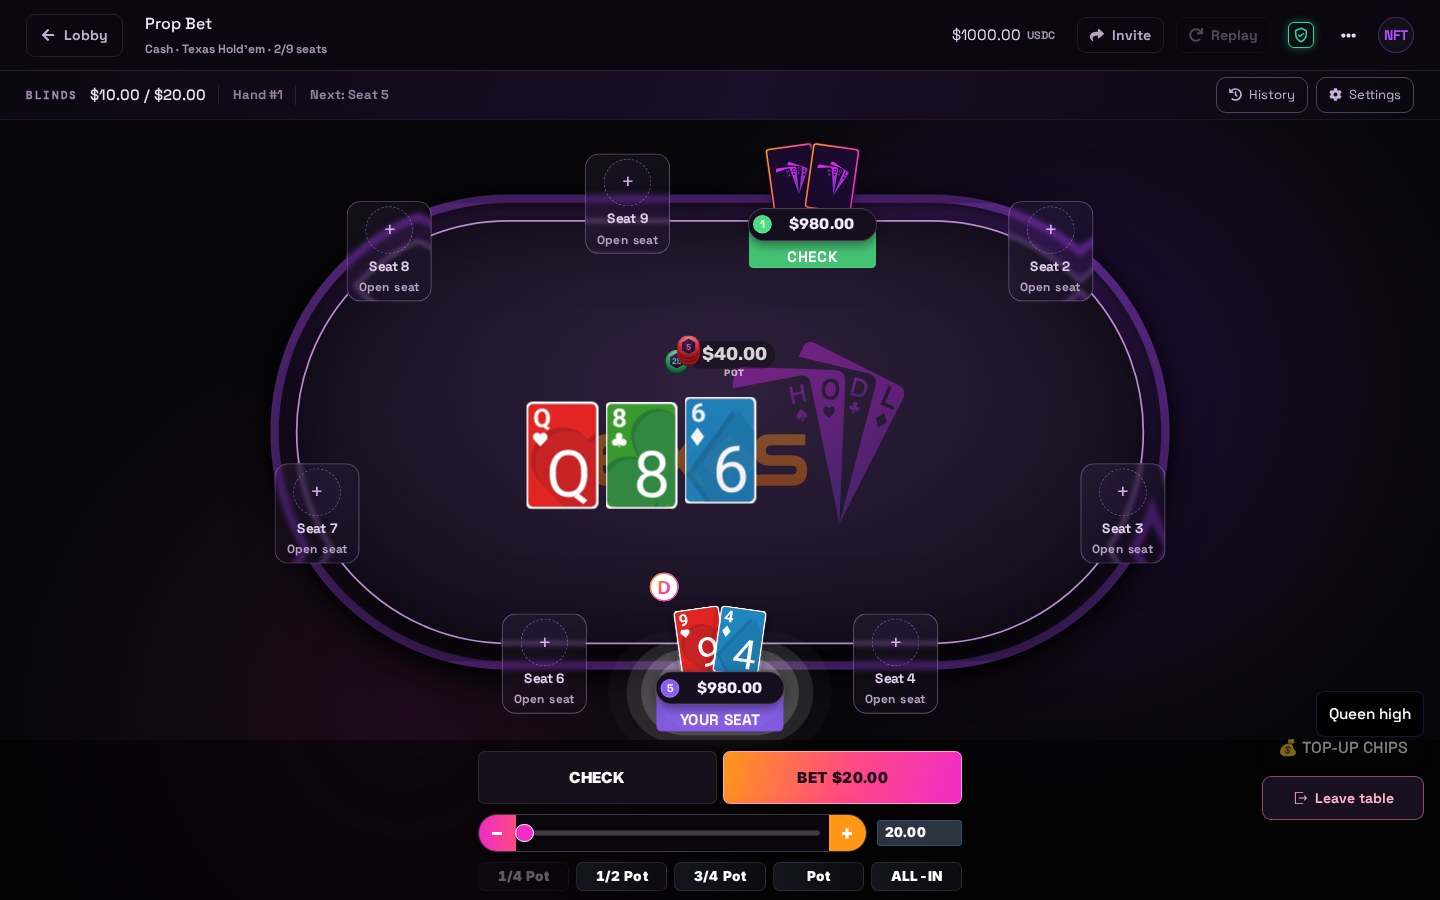 Lobby
Prop Bet
Cash · Texas Hold'em · 2/9 seats
$1000.00 USDC
Invite
Replay
NFT
BLINDS $10.00 / $20.00
Hand #1
Next: Seat 5
History
Settings
Seat 9
Open seat
1 $980.00
CHECK
Seat 8
Open seat
Seat 2
Open seat
5
$40.00
POT
H O D L
Q Q
8 8
6 6
S
Seat 7
Open seat
Seat 3
Open seat
D
9 9
4 4
Seat 6
Open seat
5 $980.00
YOUR SEAT
Seat 4
Open seat
Queen high
TOP-UP CHIPS
CHECK
BET $20.00
Leave table
20.00
1/4 Pot
1/2 Pot
3/4 Pot
Pot
ALL-IN